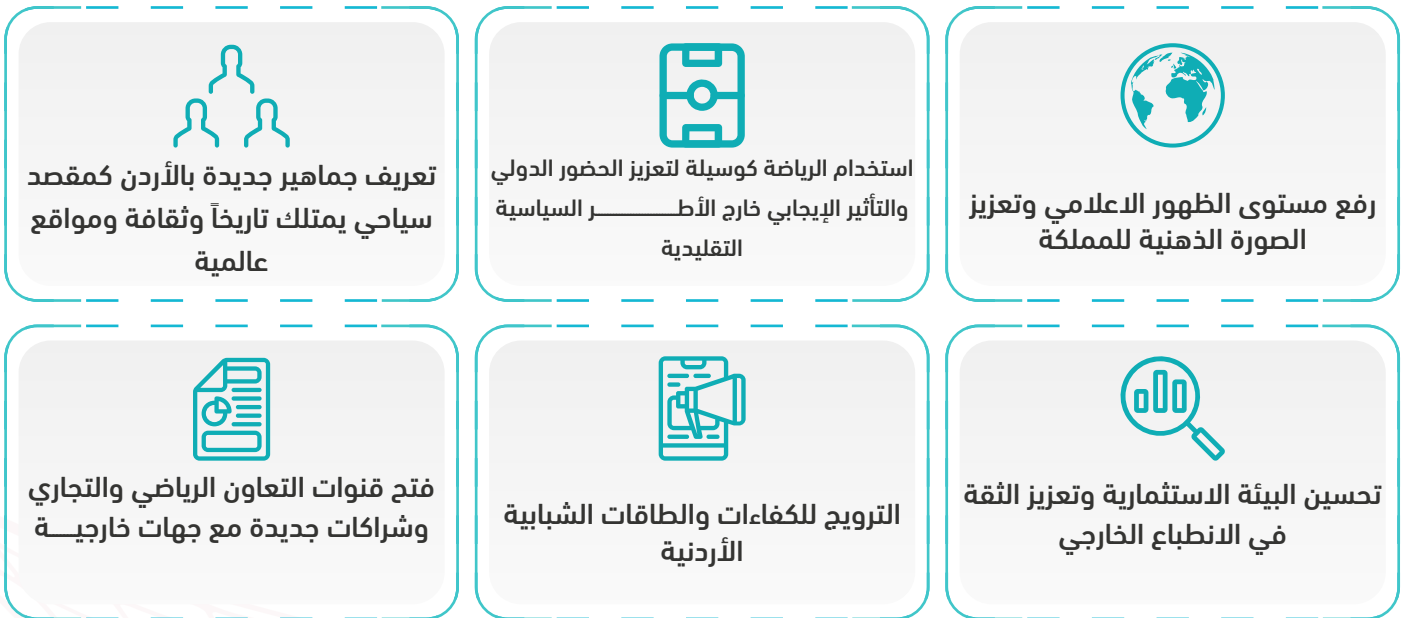 رفع مستوى الظهور الاعلامي وتعزيز
الصورة الذهنية للمملكة
استخدام الرياضة كوسيلة لتعزيز الحضور الدولي
والتأثير الإيجابي خارج الأطـــــــــر السياسية
التقليدية
تعريف جماهير جديدة بالأردن كمقصد
سياحي يمتلك تاريخاً وثقافة ومواقع
عالمية
تحسين البيئة الاستثمارية وتعزيز الثقة
في الانطباع الخارجي
الترويج للكفاءات والطاقات الشبابية
الأردنية
فتح قنوات التعاون الرياضي والتجاري
وشراكات جديدة مع جهات خارجيـــــة